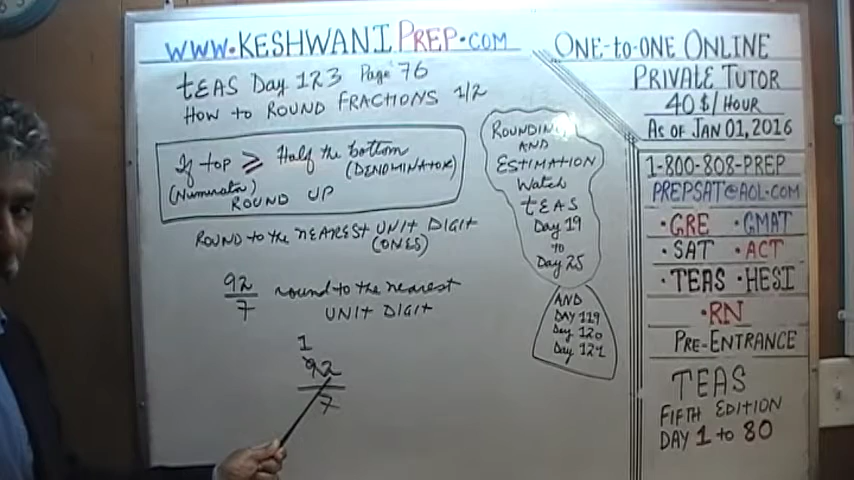 WWW.KESHWANIPREP.COM
TEAS Day 123 Page 76
HOW to ROUND FRACTIONS 1/2
If top ≥ Half the bottom
(Numerator) (DENOMINATOR)
ROUND UP
ROUND to the NEAREST UNIT DIGIT
(ONES)
92
7
round to the nearest
UNIT DIGIT
1
92
7
ROUNDING
AND
ESTIMATION
Watch
TEAS
Day 19
to
Day 25
AND
DAY 119
Day 120
Day 121
ONE-to-ONE ONLINE
PRIVATE TUTOR
40 $/HOUR
As of JAN 01, 2016
1-800-808-PREP
PREPSAT@AOL.COM
•GRE •GMAT
•SAT •ACT
•TEAS •HESI
•RN
PRE-ENTRANCE
TEAS
FIFTH EDITION
DAY 1 to 80